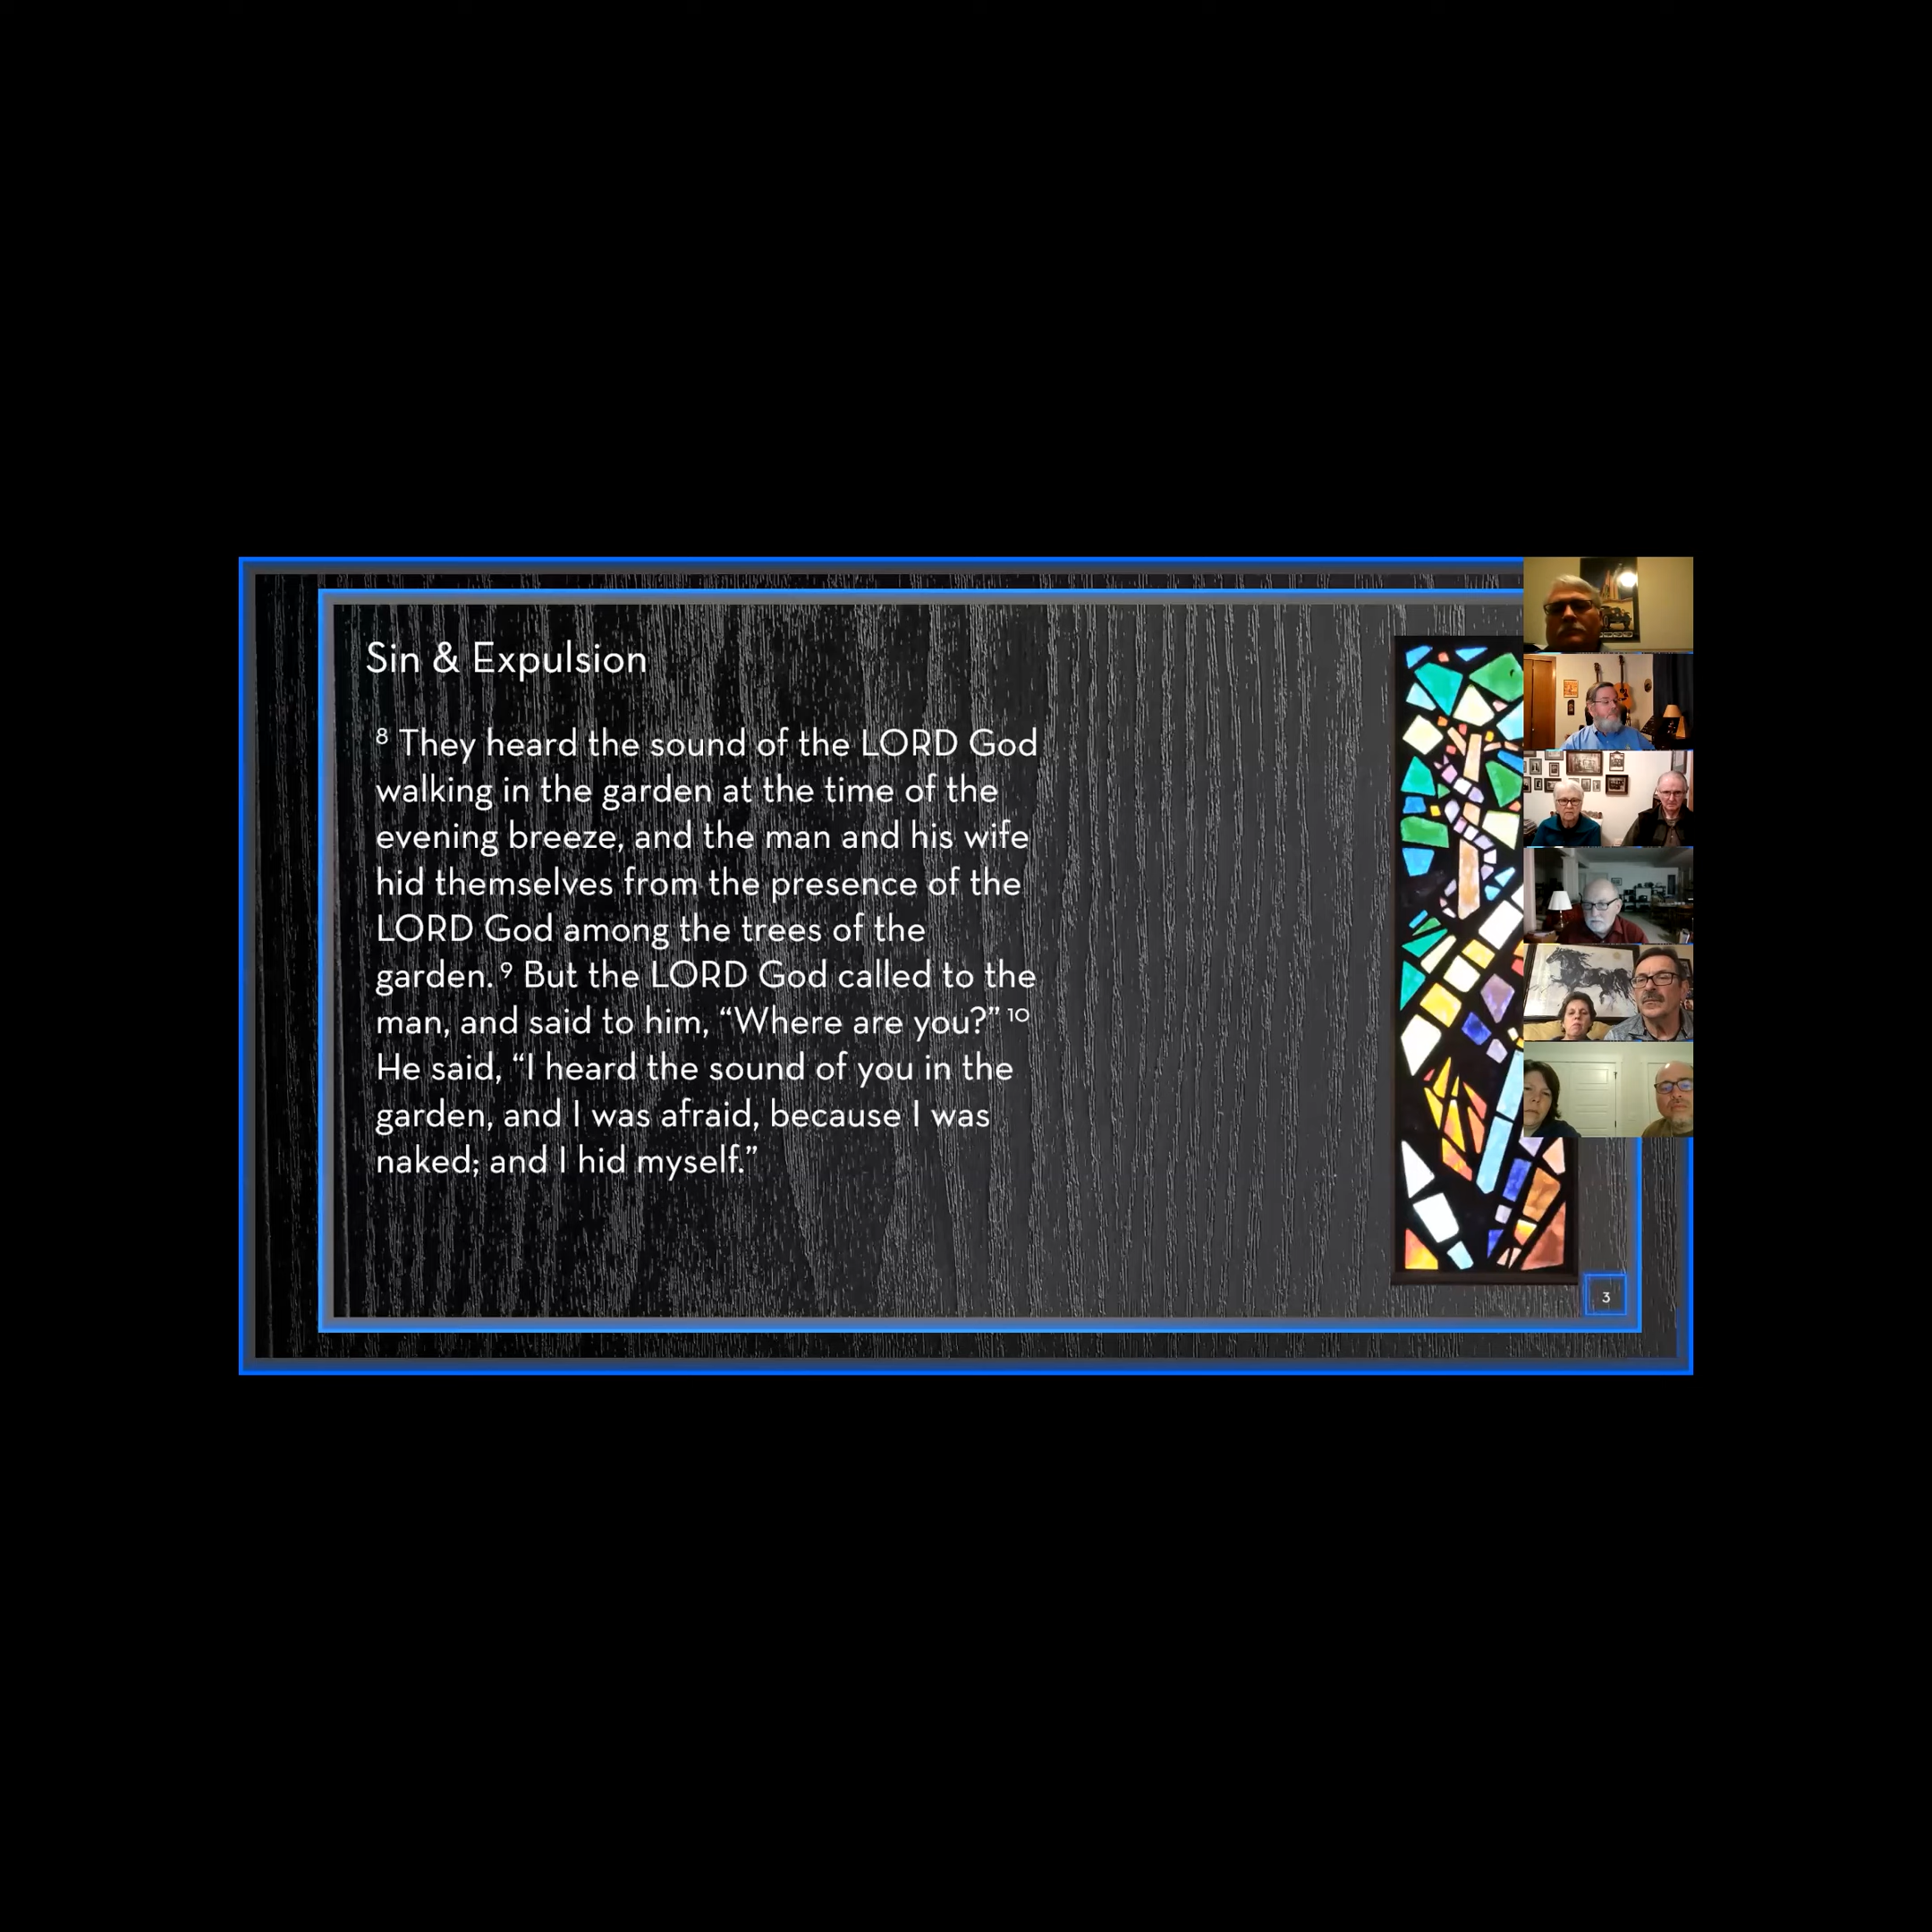 Sin & Expulsion
⁸ They heard the sound of the LORD God
walking in the garden at the time of the
evening breeze, and the man and his wife
hid themselves from the presence of the
LORD God among the trees of the
garden. ⁹ But the LORD God called to the
man, and said to him, “Where are you?” ¹⁰
He said, “I heard the sound of you in the
garden, and I was afraid, because I was
naked; and I hid myself.”
3